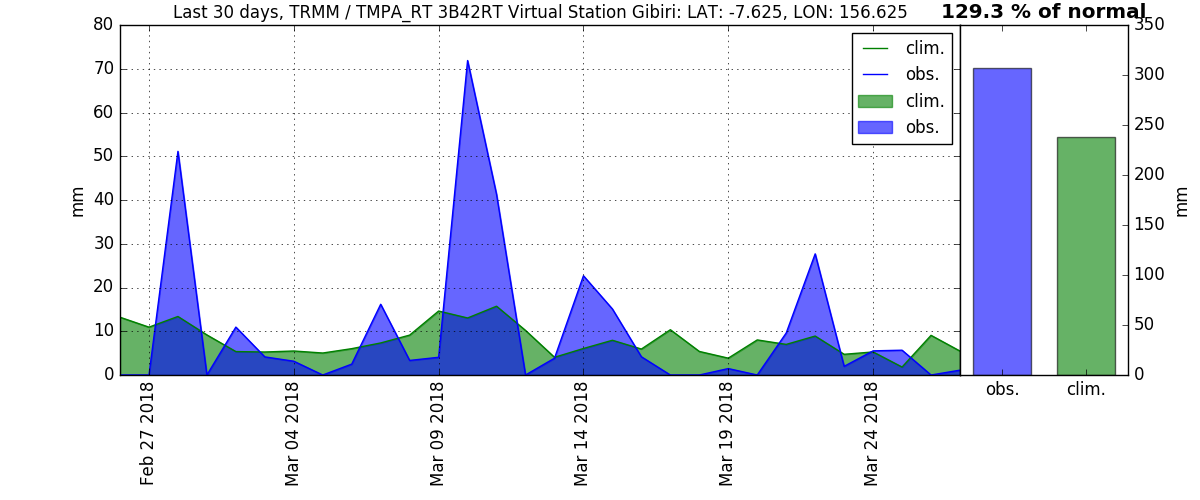 Last 30 days, TRMM / TMPA_RT 3B42RT Virtual Station Gibiri: LAT: -7.625, LON: 156.625
129.3 % of normal
80
70
60
50
40
30
20
10
0
mm
clim.
obs.
clim.
obs.
350
300
250
200
150
100
50
0
mm
obs.
clim.
Feb 27 2018
Mar 04 2018
Mar 09 2018
Mar 14 2018
Mar 19 2018
Mar 24 2018